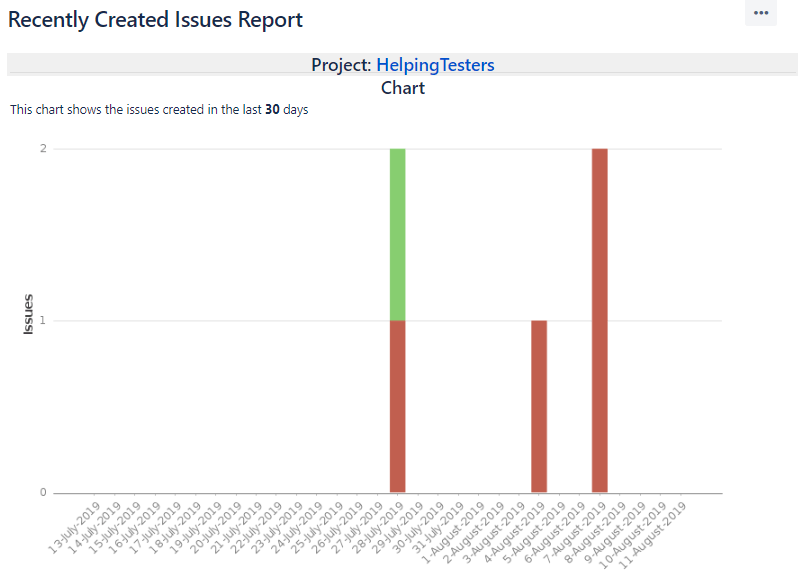 Recently Created Issues Report
Project: HelpingTesters
Chart
This chart shows the issues created in the last 30 days
2
1
0
Issues
13-July-2019
14-July-2019
15-July-2019
16-July-2019
17-July-2019
18-July-2019
19-July-2019
20-July-2019
21-July-2019
22-July-2019
23-July-2019
24-July-2019
25-July-2019
26-July-2019
27-July-2019
28-July-2019
29-July-2019
30-July-2019
31-July-2019
1-August-2019
2-August-2019
3-August-2019
4-August-2019
5-August-2019
6-August-2019
7-August-2019
8-August-2019
9-August-2019
10-August-2019
11-August-2019